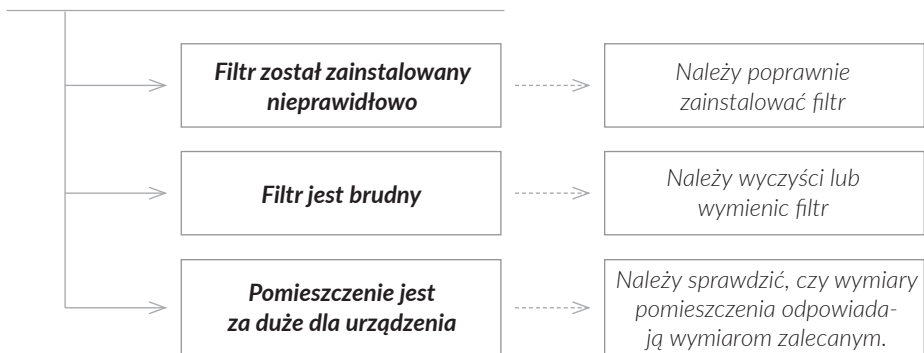 Filtr został zainstalowany
nieprawidłowo
Należy poprawnie
zainstalować filtr
Filtr jest brudny
Należy wyczyści lub
wymienic filtr
Pomieszczenie jest
za duże dla urządzenia
Należy sprawdzić, czy wymiary
pomieszczenia odpowiada-
ją wymiarom zalecanym.